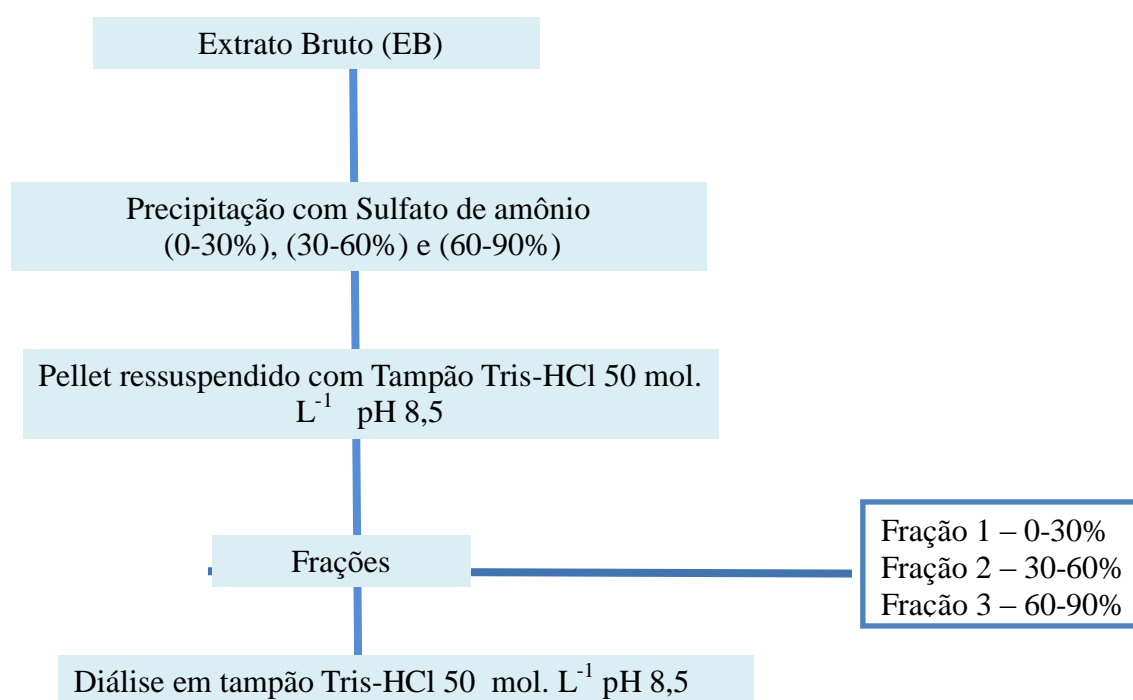 Extrato Bruto (EB)
Precipitação com Sulfato de amônio
(0-30%), (30-60%) e (60-90%)
Pellet ressuspendido com Tampão Tris-HCl 50 mol.
L⁻¹ pH 8,5
Frações
Fração 1 – 0-30%
Fração 2 – 30-60%
Fração 3 – 60-90%
Diálise em tampão Tris-HCl 50 mol. L⁻¹ pH 8,5